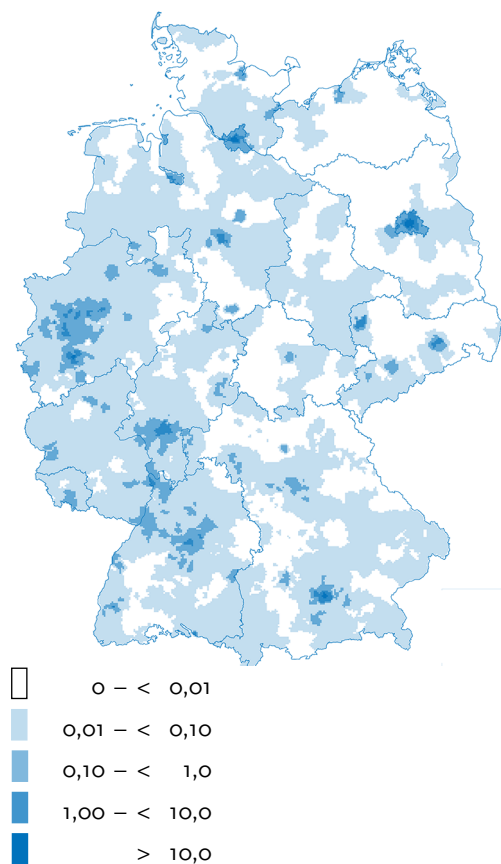 0 – < 0,01
0,01 – < 0,10
0,10 – < 1,0
1,00 – < 10,0
> 10,0